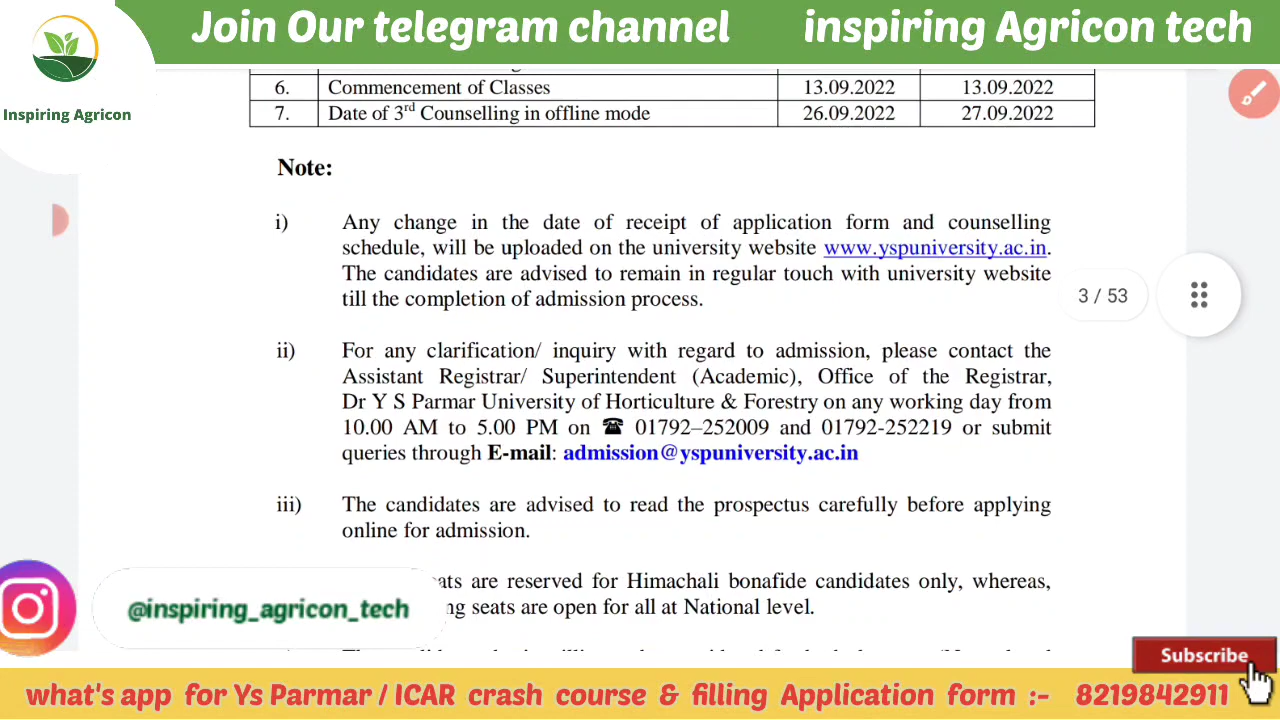 Join Our telegram channel inspiring Agricon tech
Inspiring Agricon
6. Commencement of Classes 13.09.2022 13.09.2022
7. Date of 3rd Counselling in offline mode 26.09.2022 27.09.2022
Note:
i) Any change in the date of receipt of application form and counselling
schedule, will be uploaded on the university website www.yspuniversity.ac.in.
The candidates are advised to remain in regular touch with university website
till the completion of admission process.
3 / 53
ii) For any clarification/ inquiry with regard to admission, please contact the
Assistant Registrar/ Superintendent (Academic), Office of the Registrar,
Dr Y S Parmar University of Horticulture & Forestry on any working day from
10.00 AM to 5.00 PM on ☎ 01792–252009 and 01792-252219 or submit
queries through E-mail: admission@yspuniversity.ac.in
iii) The candidates are advised to read the prospectus carefully before applying
online for admission.
are reserved for Himachali bonafide candidates only, whereas,
seats are open for all at National level.
@inspiring_agricon_tech
Subscribe
what's app for Ys Parmar / ICAR crash course & filling Application form :- 8219842911